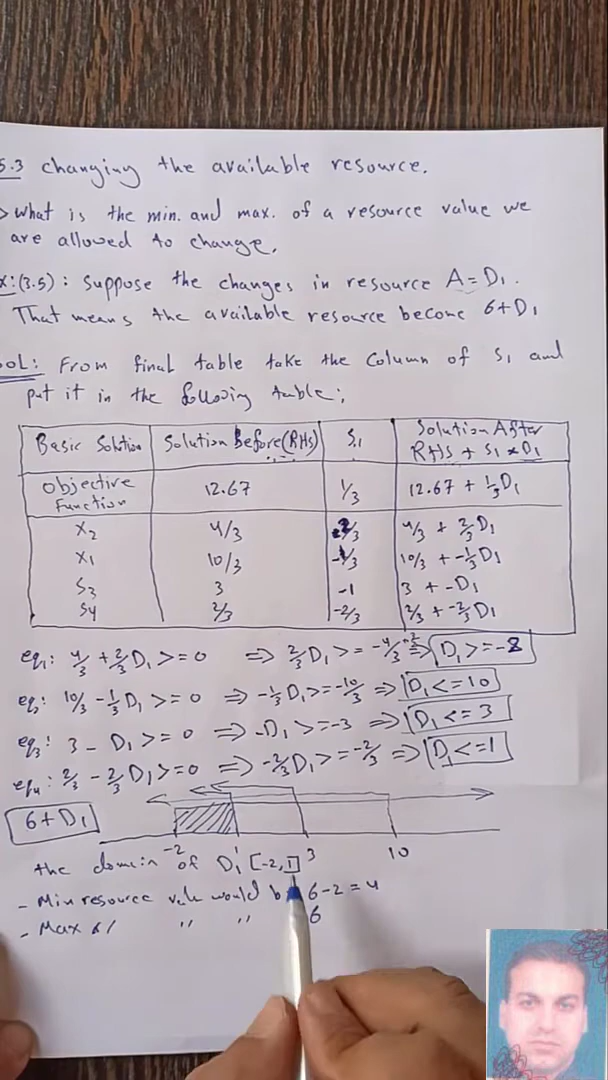 5.3 changing the available resource.
> what is the min. and max. of a resource value we
are allowed to change.
x:(3.5): Suppose the changes in resource A=D1.
That means the available resource become 6+D1
SOL: From final table take the Column of S1 and
put it in the following table:
Basic Solution | Solution Before (RHS) | S1 | Solution After RHS + S1 × D1
Objective Function | 12.67 | 1/3 | 12.67 + 1/3 D1
X2 | 4/3 | 2/3 | 4/3 + 2/3 D1
X1 | 10/3 | -1/3 | 10/3 + -1/3 D1
S3 | 3 | -1 | 3 + -D1
S4 | 2/3 | -2/3 | 2/3 + -2/3 D1
eq1: 4/3 + 2/3 D1 >= 0 => 2/3 D1 >= -4/3 => D1 >= -2
eq2: 10/3 - 1/3 D1 >= 0 => -1/3 D1 >= -10/3 => D1 <= 10
eq3: 3 - D1 >= 0 => -D1 >= -3 => D1 <= 3
eq4: 2/3 - 2/3 D1 >= 0 => -2/3 D1 >= -2/3 => D1 <= 1
6+D1
-2 1 3 10
the domain of D1 [-2,1]
- Min resource would 6-2=4
- Max " " 6